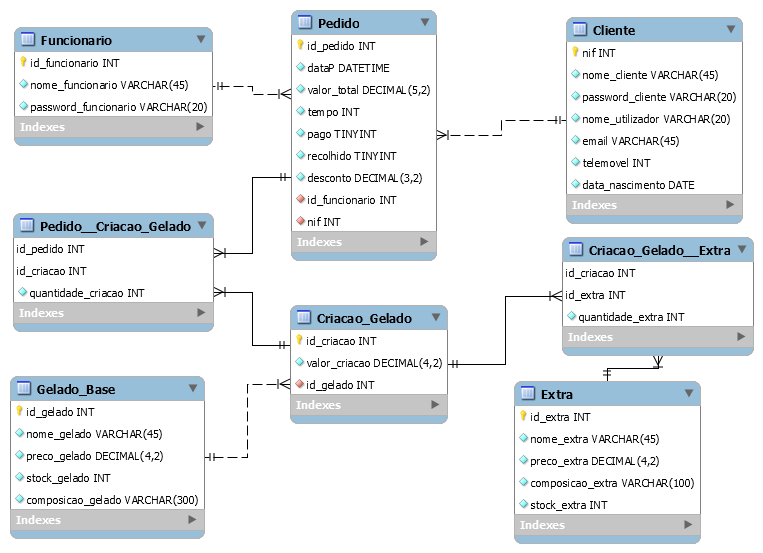 Funcionario
id_funcionario INT
nome_funcionario VARCHAR(45)
password_funcionario VARCHAR(20)
Indexes
Pedido
id_pedido INT
dataP DATETIME
valor_total DECIMAL(5,2)
tempo INT
pago TINYINT
recolhido TINYINT
desconto DECIMAL(3,2)
id_funcionario INT
nif INT
Indexes
Cliente
nif INT
nome_cliente VARCHAR(45)
password_cliente VARCHAR(20)
nome_utilizador VARCHAR(20)
email VARCHAR(45)
telemovel INT
data_nascimento DATE
Indexes
Pedido__Criacao_Gelado
id_pedido INT
id_criacao INT
quantidade_criacao INT
Indexes
Criacao_Gelado
id_criacao INT
valor_criacao DECIMAL(4,2)
id_gelado INT
Indexes
Criacao_Gelado__Extra
id_criacao INT
id_extra INT
quantidade_extra INT
Indexes
Gelado_Base
id_gelado INT
nome_gelado VARCHAR(45)
preco_gelado DECIMAL(4,2)
stock_gelado INT
composicao_gelado VARCHAR(300)
Indexes
Extra
id_extra INT
nome_extra VARCHAR(45)
preco_extra DECIMAL(4,2)
composicao_extra VARCHAR(100)
stock_extra INT
Indexes